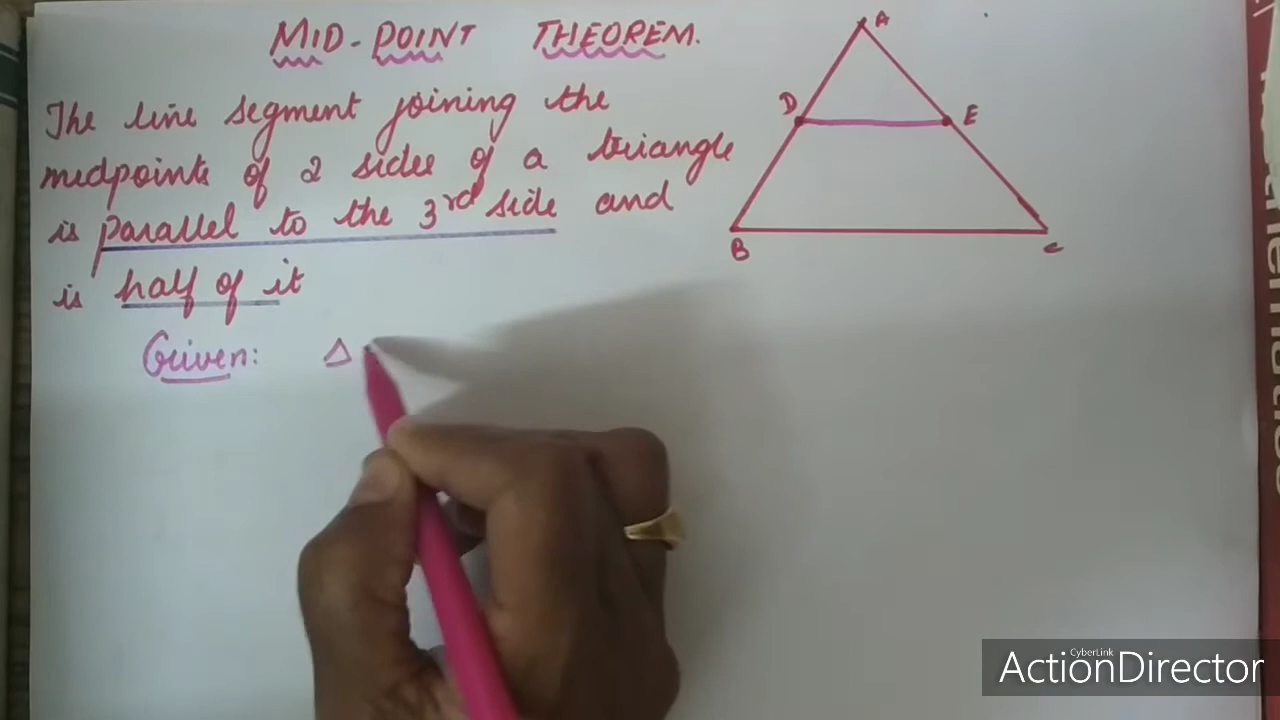 MID-POINT THEOREM.
The line segment joining the
midpoints of 2 sides of a triangle
is parallel to the 3rd side and
is half of it
Given: Δ
A
D
E
B
C
CyberLink
ActionDirector